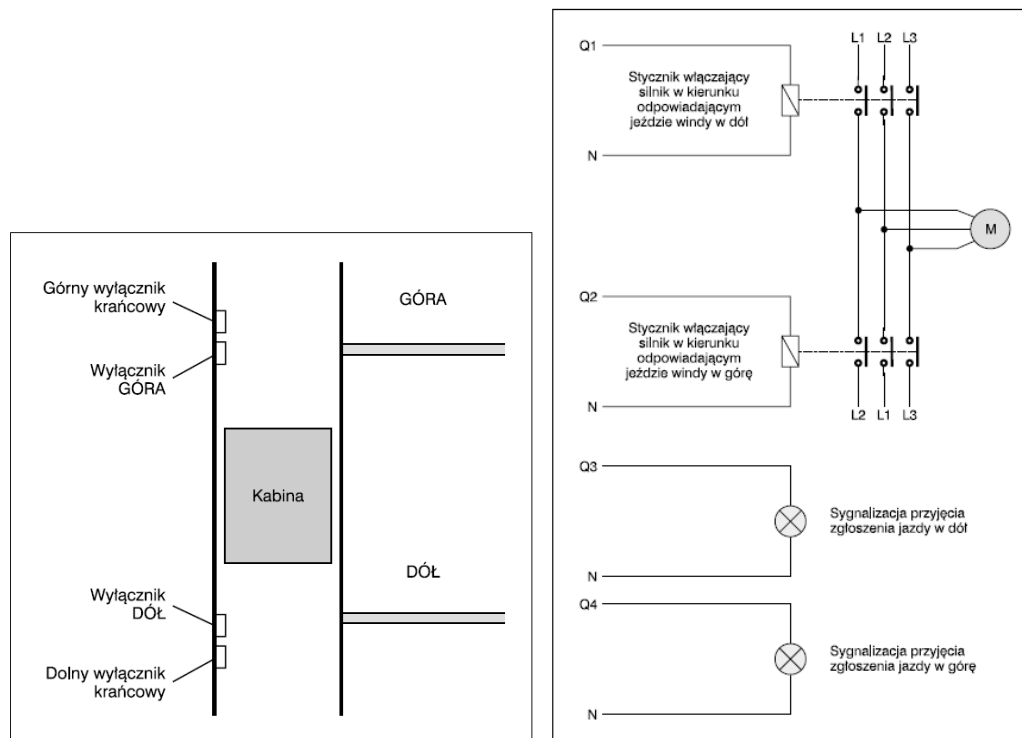 Górny wyłącznik
krańcowy
GÓRA
Wyłącznik
GÓRA
Kabina
DÓŁ
Wyłącznik
DÓŁ
Dolny wyłącznik
krańcowy
L1 L2 L3
Q1
Stycznik włączający
silnik w kierunku
odpowiadającym
jeździe windy w dół
N
M
Q2
Stycznik włączający
silnik w kierunku
odpowiadającym
jeździe windy w górę
N
L2 L1 L3
Q3
Sygnalizacja przyjęcia
zgłoszenia jazdy w dół
N
Q4
Sygnalizacja przyjęcia
zgłoszenia jazdy w górę
N